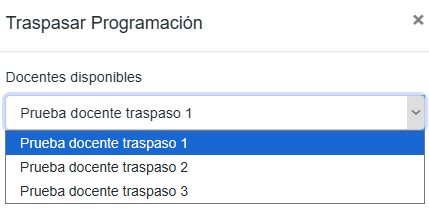 Traspasar Programación
×
Docentes disponibles
Prueba docente traspaso 1
Prueba docente traspaso 1
Prueba docente traspaso 2
Prueba docente traspaso 3